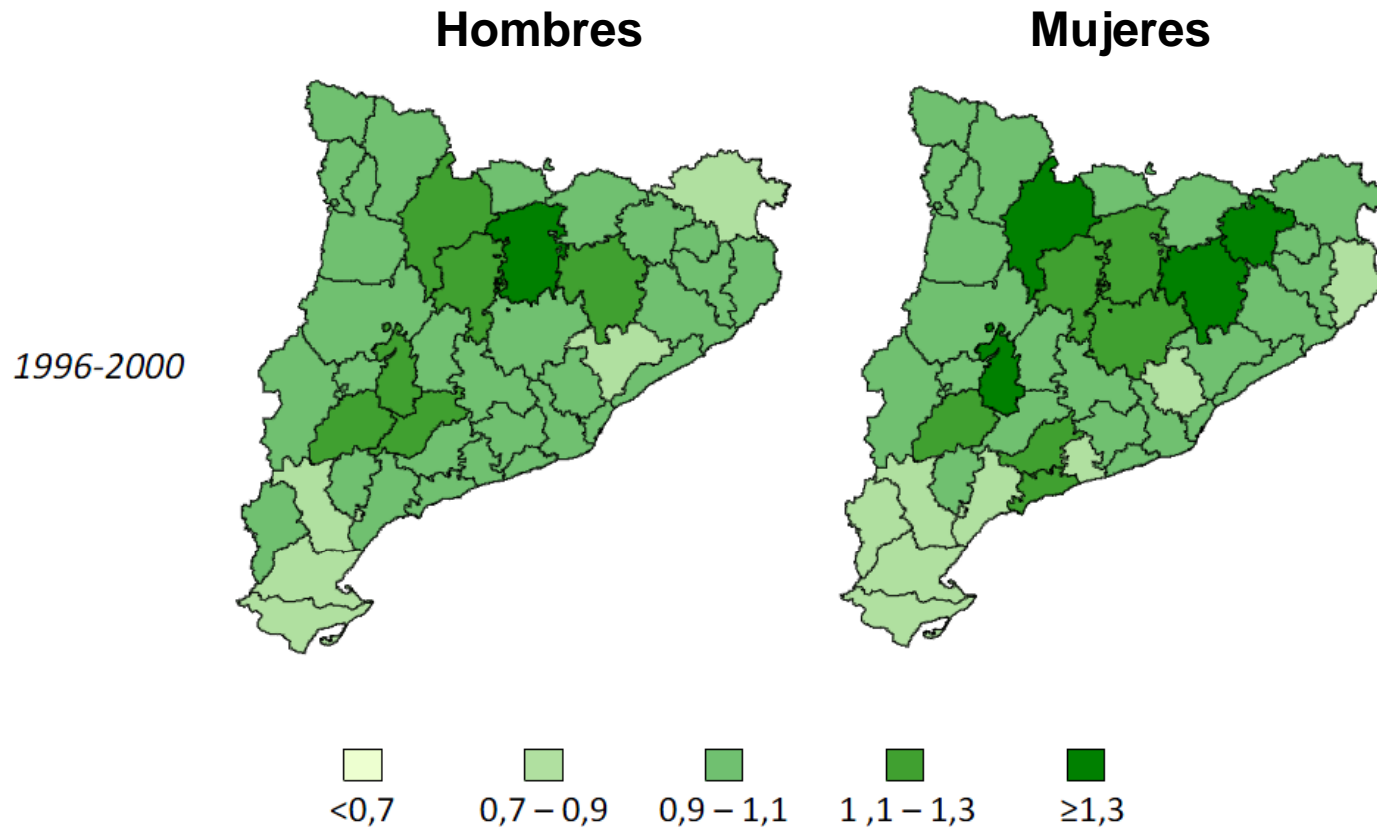 Hombres
Mujeres
1996-2000
<0,7
0,7 – 0,9
0,9 – 1,1
1 ,1 – 1,3
≥1,3